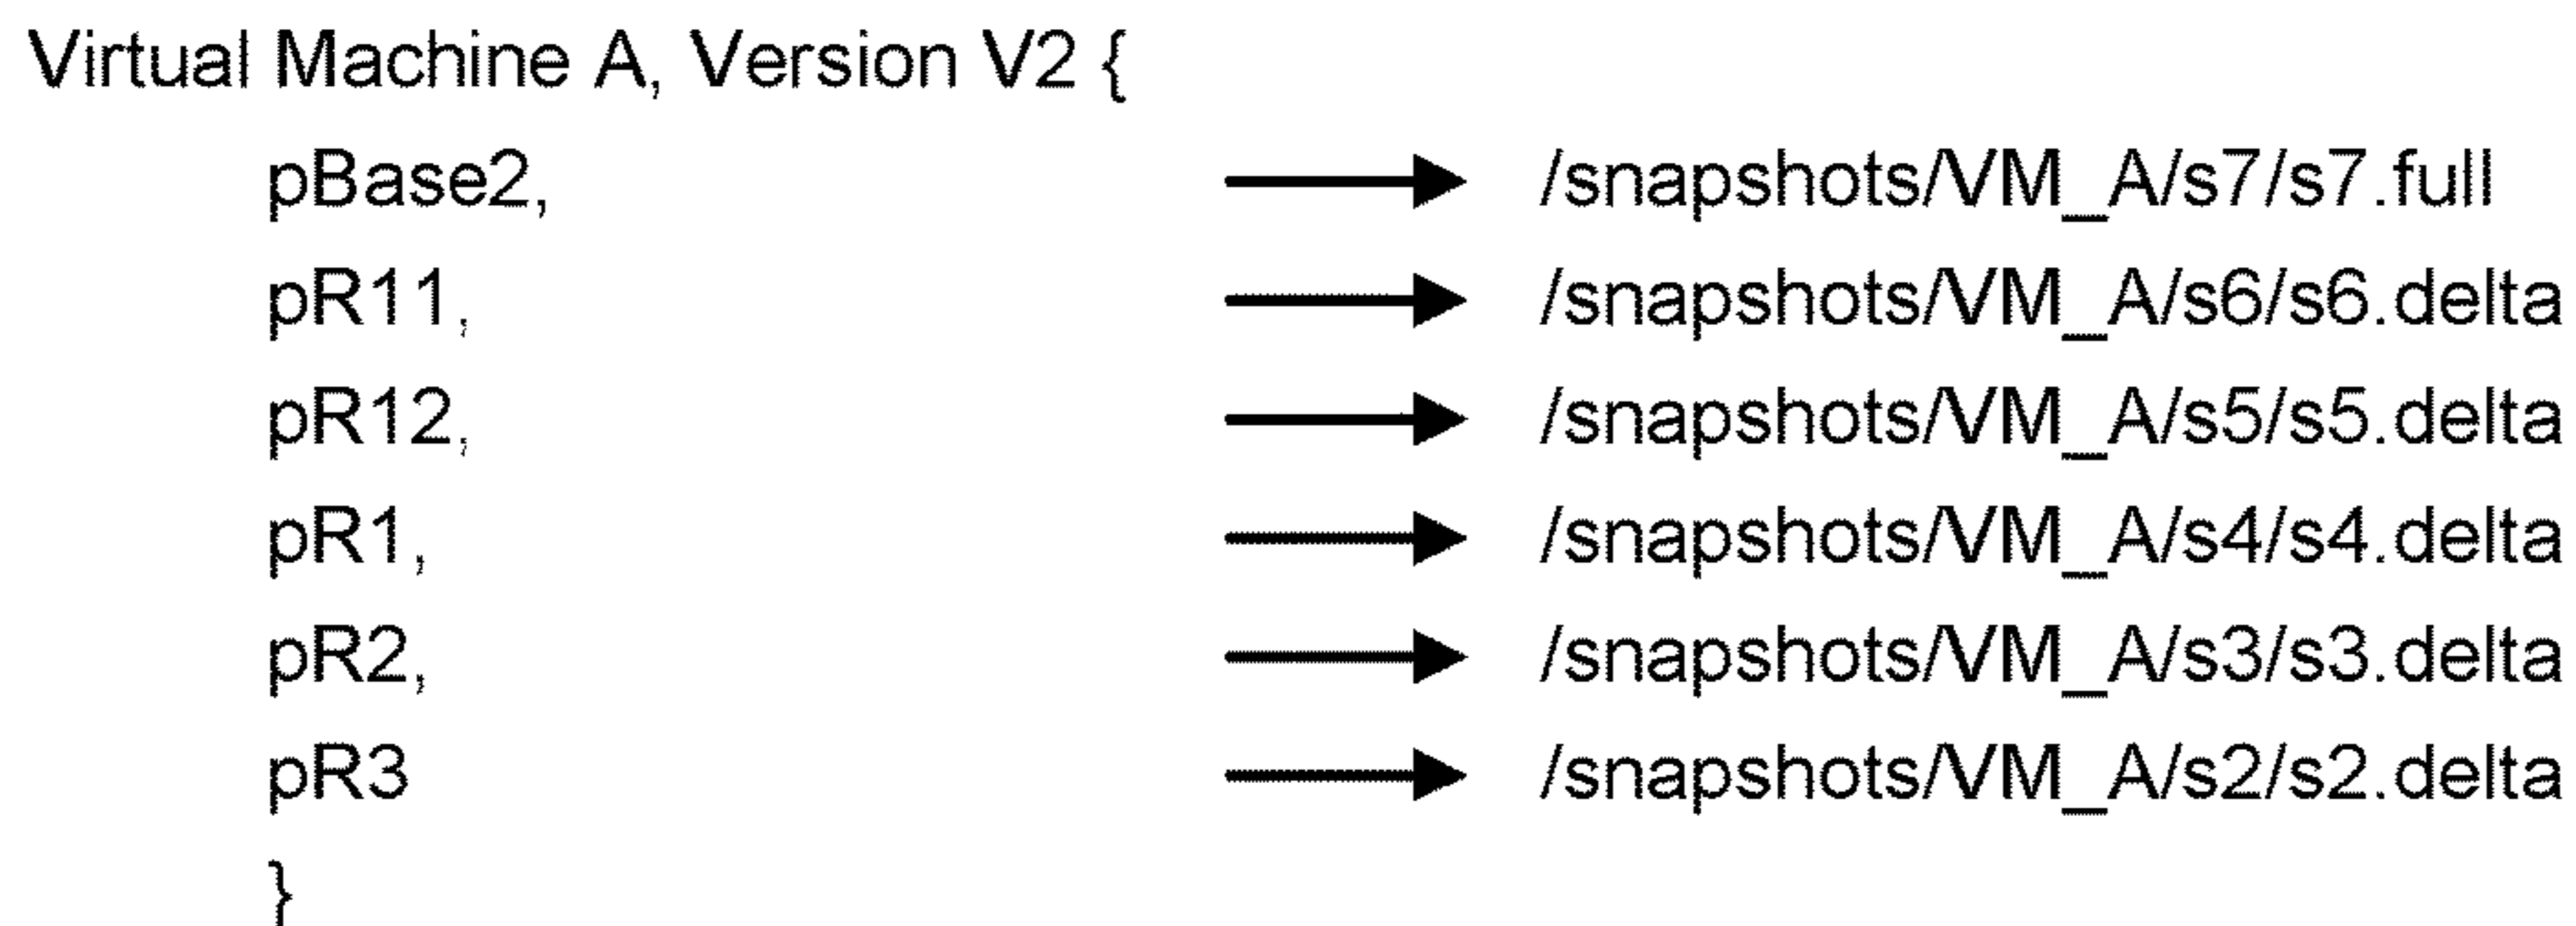 Virtual Machine A, Version V2 {
pBase2, → /snapshots/VM_A/s7/s7.full
pR11, → /snapshots/VM_A/s6/s6.delta
pR12, → /snapshots/VM_A/s5/s5.delta
pR1, → /snapshots/VM_A/s4/s4.delta
pR2, → /snapshots/VM_A/s3/s3.delta
pR3 → /snapshots/VM_A/s2/s2.delta
}